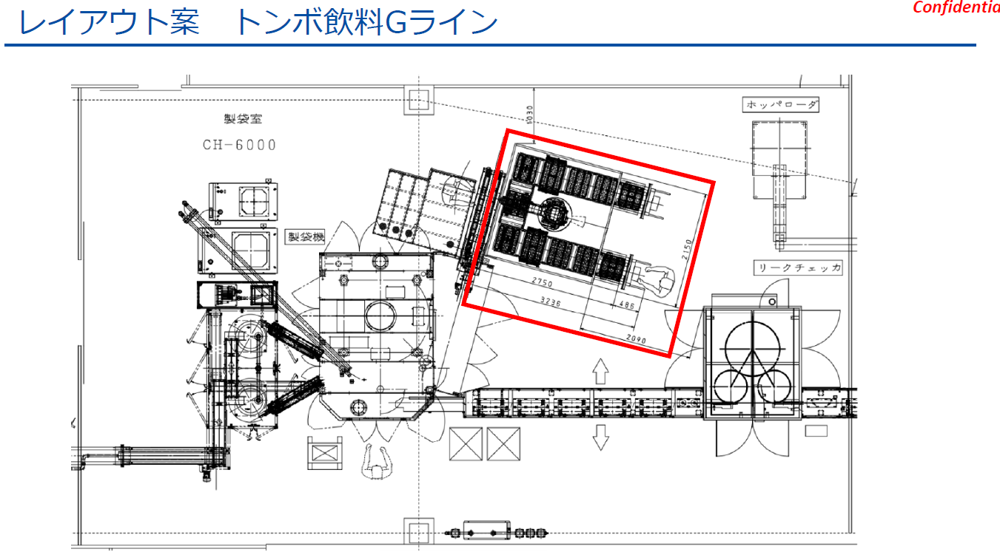 レイアウト案　トンボ飲料Gライン
Confidentia
製袋室
CH-6000
製袋機
ホッパローダ
リークチェッカ
1030
2150
2750
486
3236
2090